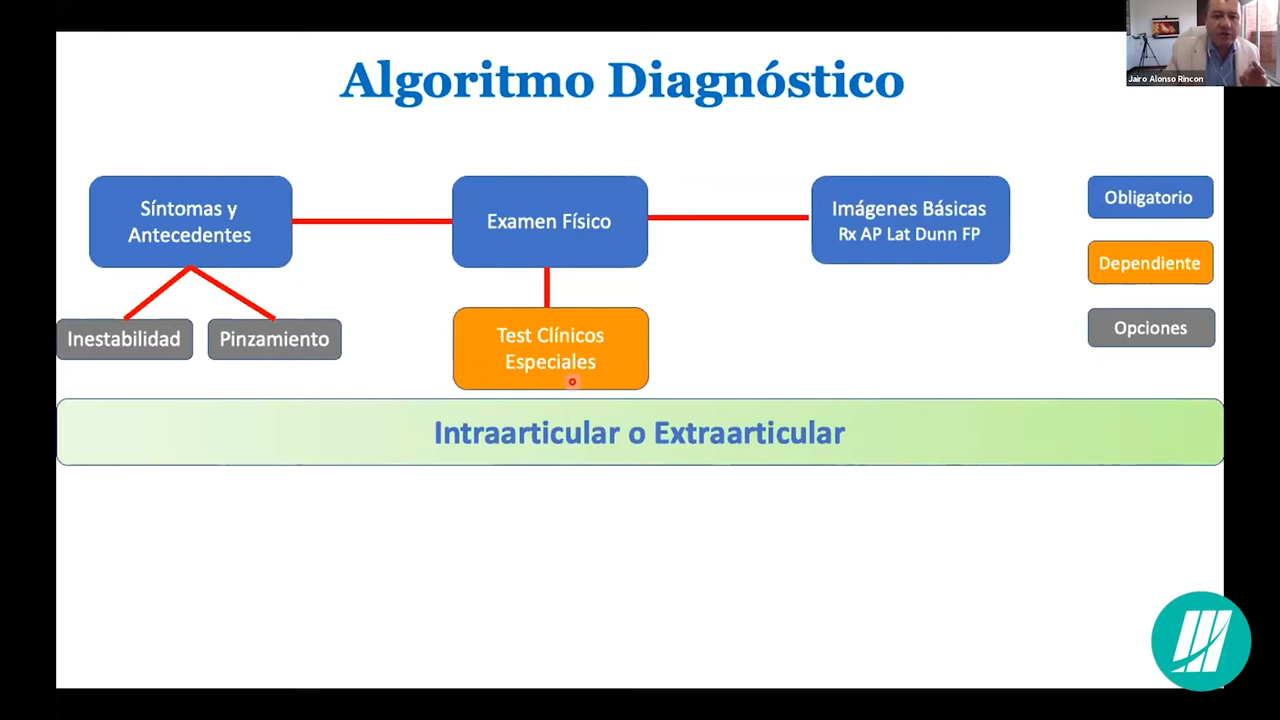 Jairo Alonso Rincon
Algoritmo Diagnóstico
Síntomas y
Antecedentes
Examen Físico
Imágenes Básicas
Rx AP Lat Dunn FP
Obligatorio
Dependiente
Opciones
Inestabilidad
Pinzamiento
Test Clínicos
Especiales
Intraarticular o Extraarticular